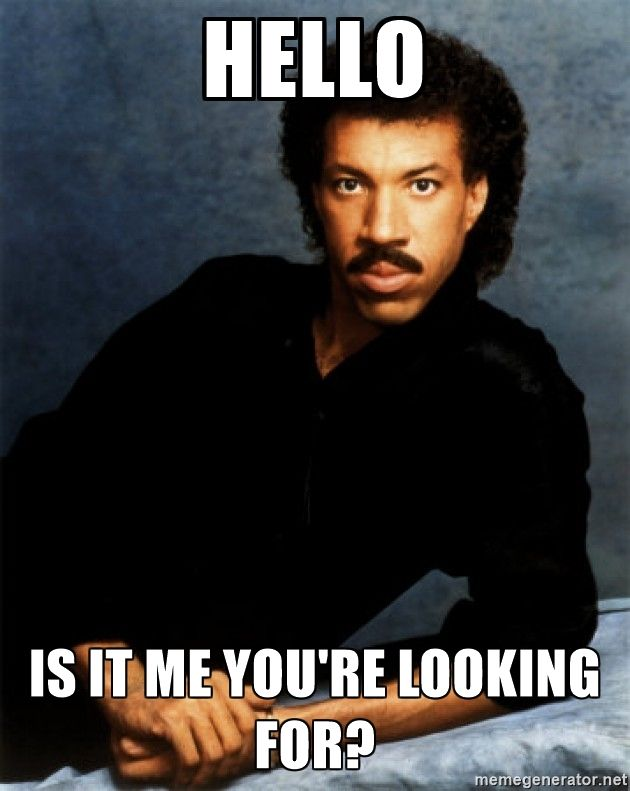 HELLO
IS IT ME YOU'RE LOOKING
FOR?
memegenerator.net